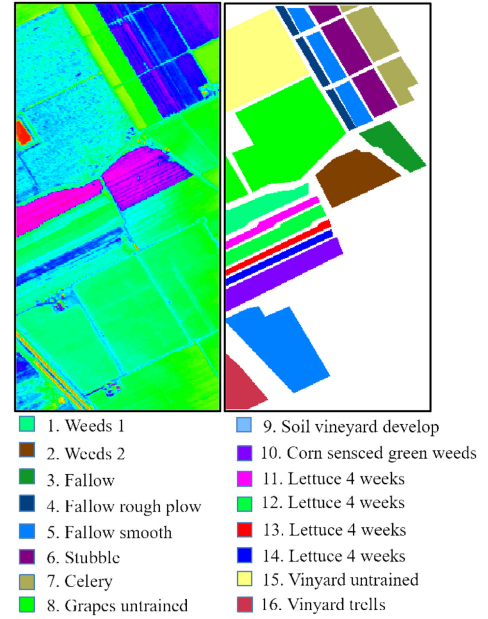 1. Weeds 1
2. Weeds 2
3. Fallow
4. Fallow rough plow
5. Fallow smooth
6. Stubble
7. Celery
8. Grapes untrained
9. Soil vineyard develop
10. Corn sensced green weeds
11. Lettuce 4 weeks
12. Lettuce 4 weeks
13. Lettuce 4 weeks
14. Lettuce 4 weeks
15. Vinyard untrained
16. Vinyard trells